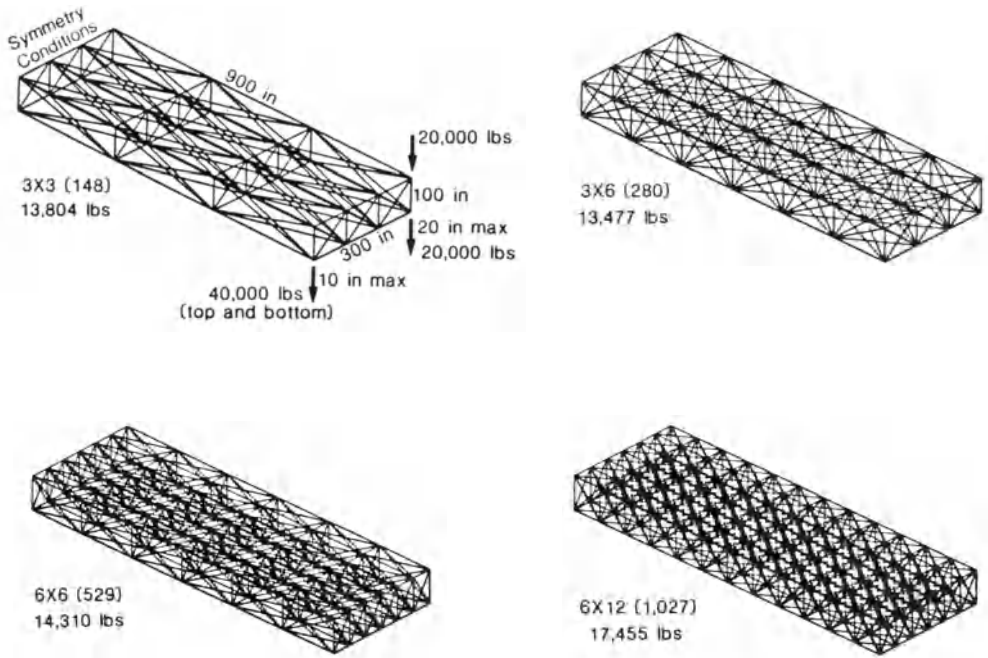 Symmetry
Conditions
900 in
20,000 lbs
100 in
3X3 (148)
13,804 lbs
20 in max
20,000 lbs
300 in
10 in max
40,000 lbs
(top and bottom)
3X6 (280)
13,477 lbs
6X6 (529)
14,310 lbs
6X12 (1,027)
17,455 lbs